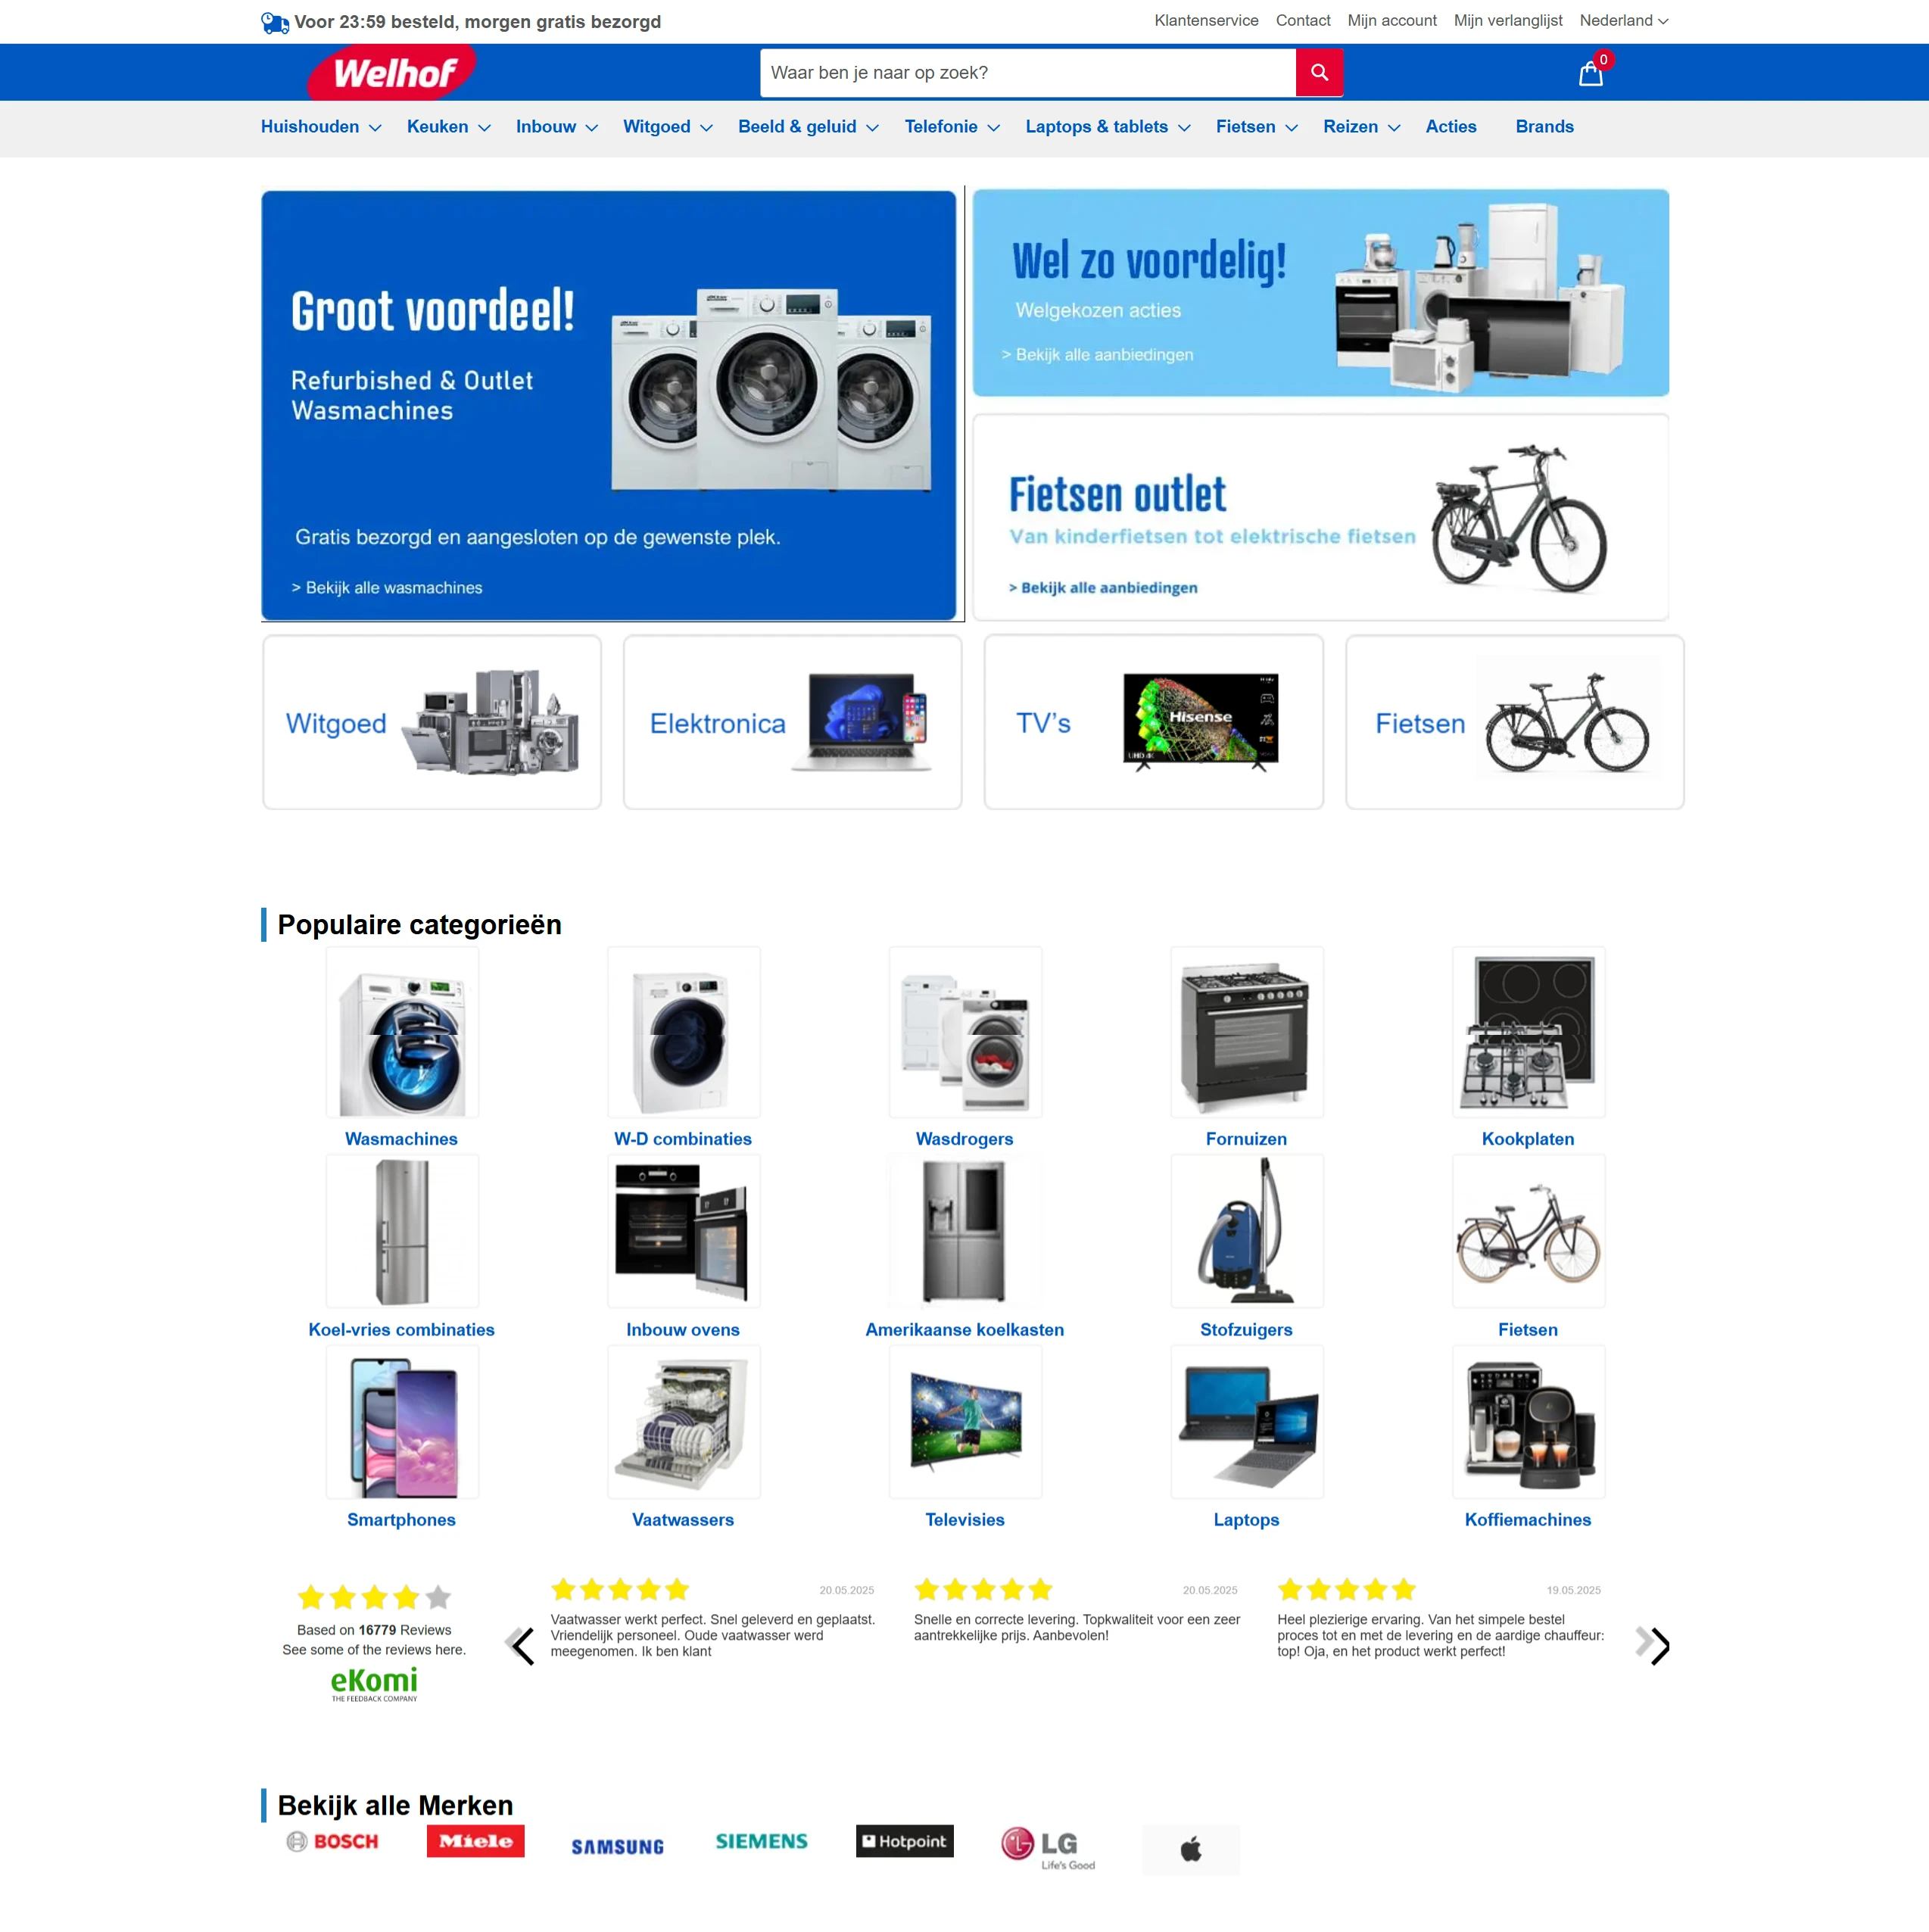 Voor 23:59 besteld, morgen gratis bezorgd
Klantenservice Contact Mijn account Mijn verlanglijst Nederland
Welhof
Waar ben je naar op zoek?
0
Huishouden Keuken Inbouw Witgoed Beeld & geluid Telefonie Laptops & tablets Fietsen Reizen Acties Brands
Groot voordeel!
Refurbished & Outlet
Wasmachines
Gratis bezorgd en aangesloten op de gewenste plek.
> Bekijk alle wasmachines
Wel zo voordelig!
Welgekozen acties
> Bekijk alle aanbiedingen
Fietsen outlet
Van kinderfietsen tot elektrische fietsen
> Bekijk alle aanbiedingen
Witgoed
Elektronica
TV's
Hisense
Fietsen
Populaire categorieën
Wasmachines
W-D combinaties
Wasdrogers
Fornuizen
Kookplaten
Koel-vries combinaties
Inbouw ovens
Amerikaanse koelkasten
Stofzuigers
Fietsen
Smartphones
Vaatwassers
Televisies
Laptops
Koffiemachines
Based on 16779 Reviews
See some of the reviews here.
eKomi
THE FEEDBACK COMPANY
20.05.2025
Vaatwasser werkt perfect. Snel geleverd en geplaatst.
Vriendelijk personeel. Oude vaatwasser werd
meegenomen. Ik ben klant
20.05.2025
Snelle en correcte levering. Topkwaliteit voor een zeer
aantrekkelijke prijs. Aanbevolen!
19.05.2025
Heel plezierige ervaring. Van het simpele bestel
proces tot en met de levering en de aardige chauffeur:
top! Oja, en het product werkt perfect!
Bekijk alle Merken
BOSCH
Miele
SAMSUNG
SIEMENS
Hotpoint
LG
Life's Good